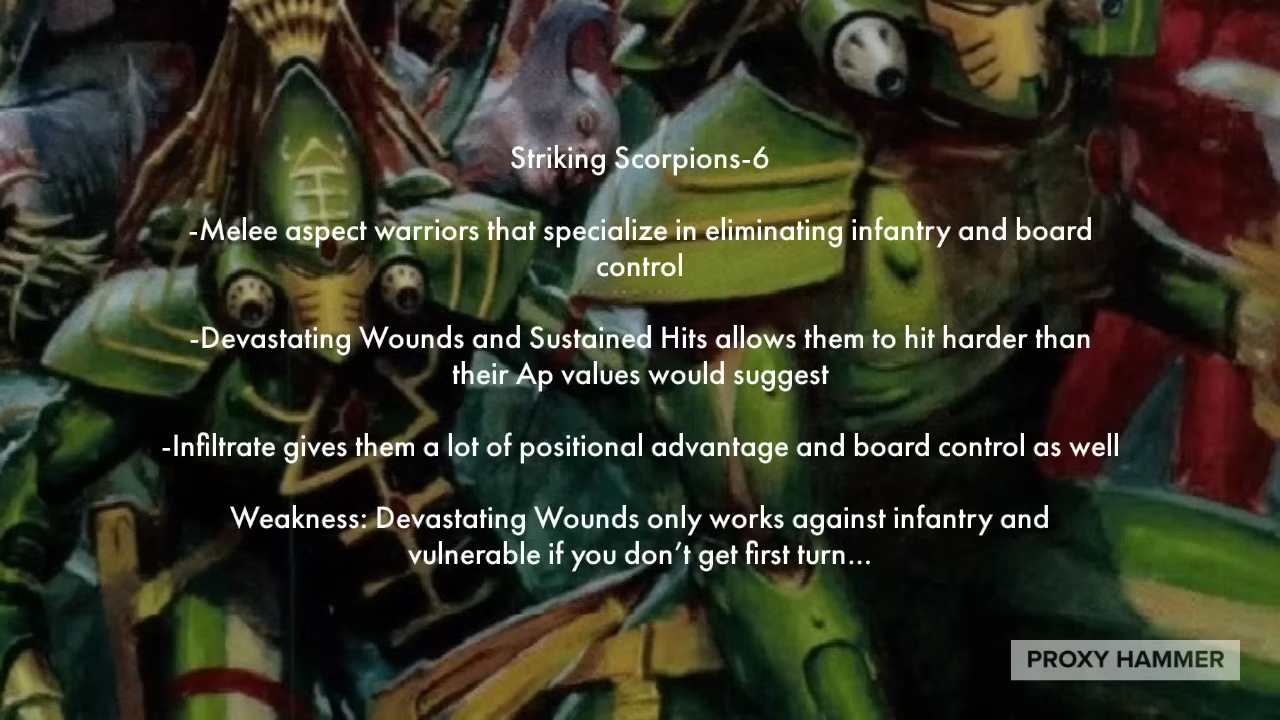 Striking Scorpions-6
-Melee aspect warriors that specialize in eliminating infantry and board
control
-Devastating Wounds and Sustained Hits allows them to hit harder than
their Ap values would suggest
-Infiltrate gives them a lot of positional advantage and board control as well
Weakness: Devastating Wounds only works against infantry and
vulnerable if you don’t get first turn...
PROXY HAMMER